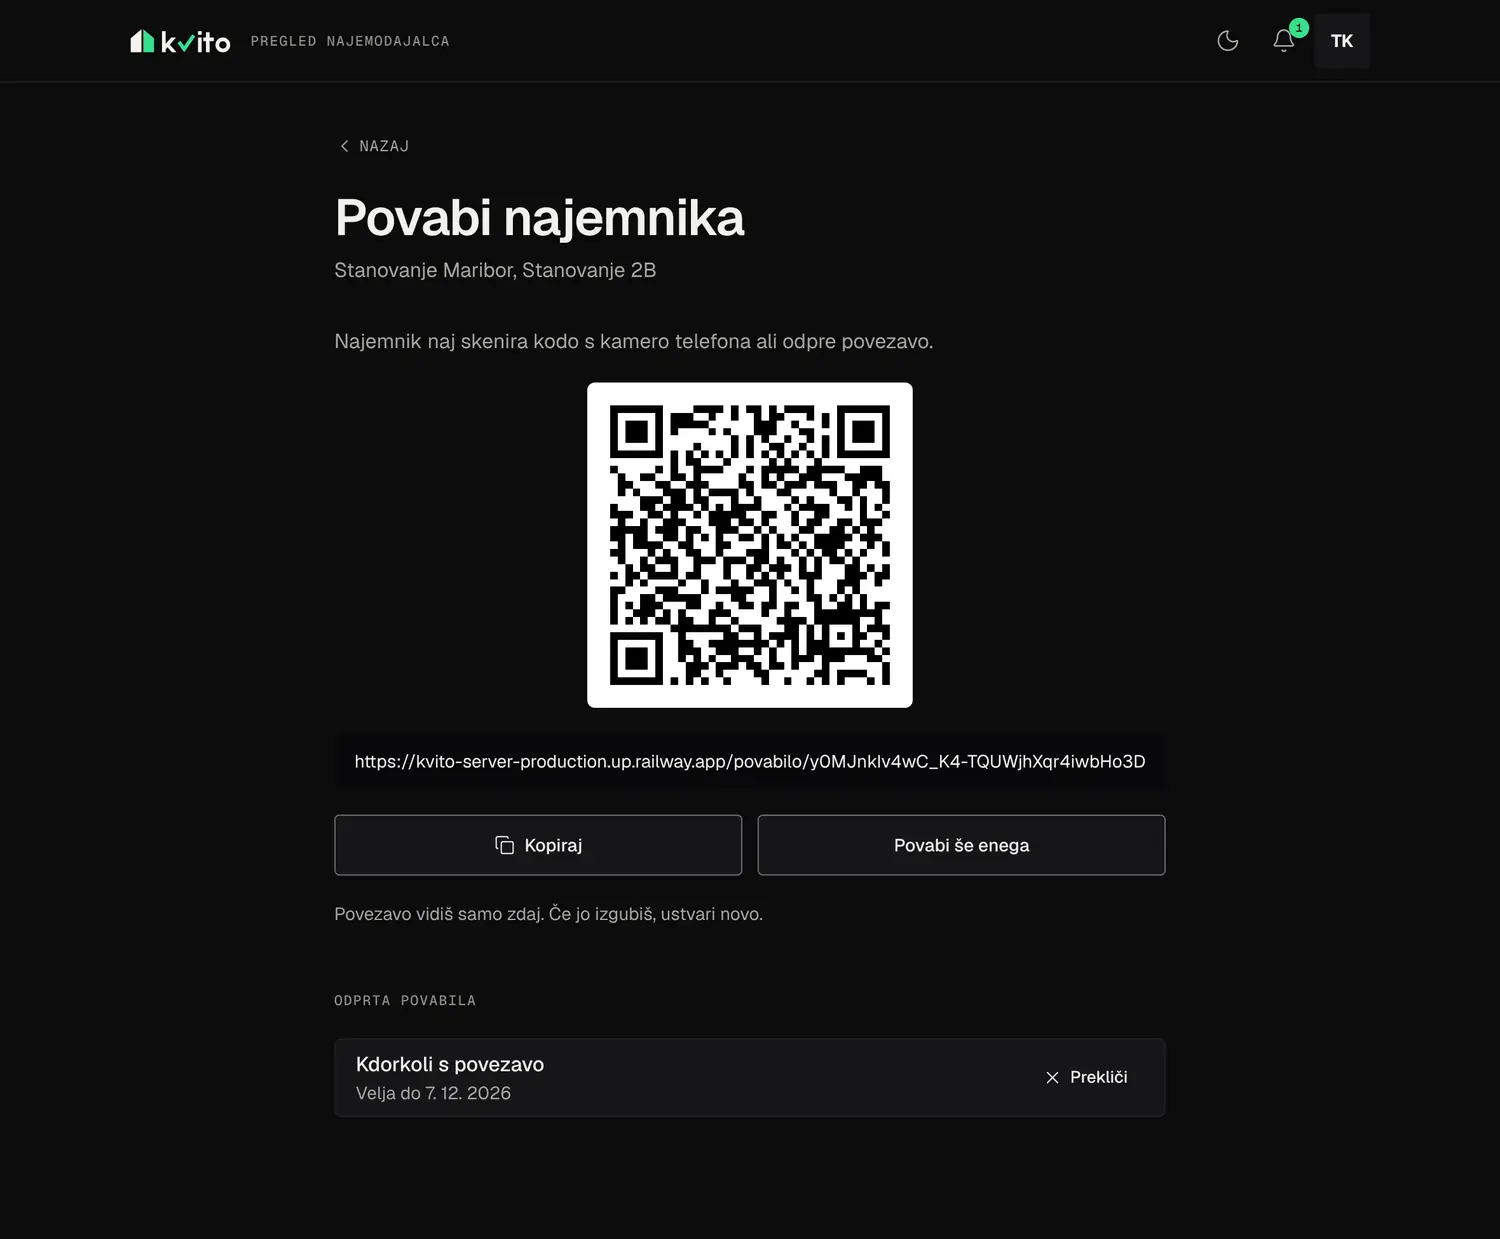 kvito PREGLED NAJEMODAJALCA
1
TK
NAZAJ
Povabi najemnika
Stanovanje Maribor, Stanovanje 2B
Najemnik naj skenira kodo s kamero telefona ali odpre povezavo.
https://kvito-server-production.up.railway.app/povabilo/y0MJnklv4wC_K4-TQUWjhXqr4iwbHo3D
Kopiraj
Povabi še enega
Povezavo vidiš samo zdaj. Če jo izgubiš, ustvari novo.
ODPRTA POVABILA
Kdorkoli s povezavo
Velja do 7. 12. 2026
Prekliči